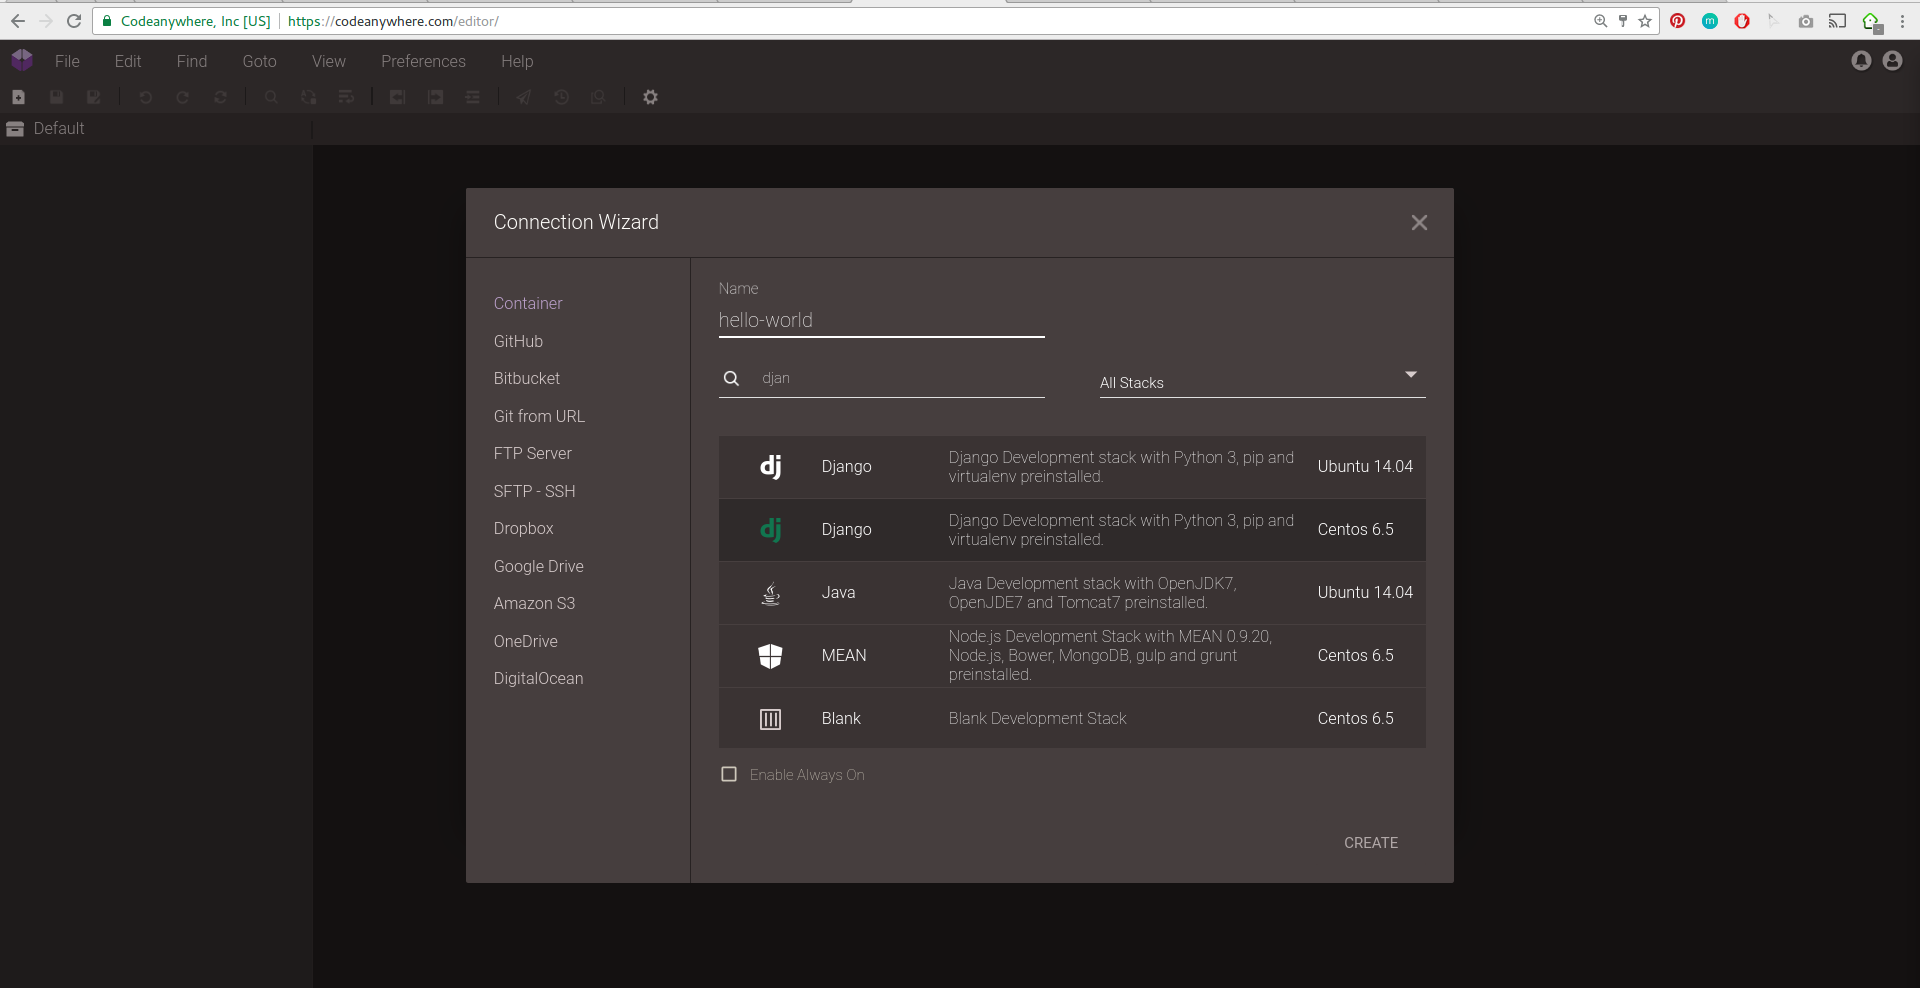 Codeanywhere, Inc [US] https://codeanywhere.com/editor/
File Edit Find Goto View Preferences Help
Default
Connection Wizard
Container
GitHub
Bitbucket
Git from URL
FTP Server
SFTP - SSH
Dropbox
Google Drive
Amazon S3
OneDrive
DigitalOcean
Name
hello-world
djan
All Stacks
Django
Django Development stack with Python 3, pip and
virtualenv preinstalled.
Ubuntu 14.04
Django
Django Development stack with Python 3, pip and
virtualenv preinstalled.
Centos 6.5
Java
Java Development stack with OpenJDK7,
OpenJDE7 and Tomcat7 preinstalled.
Ubuntu 14.04
MEAN
Node.js Development Stack with MEAN 0.9.20,
Node.js, Bower, MongoDB, gulp and grunt
preinstalled.
Centos 6.5
Blank
Blank Development Stack
Centos 6.5
Enable Always On
CREATE